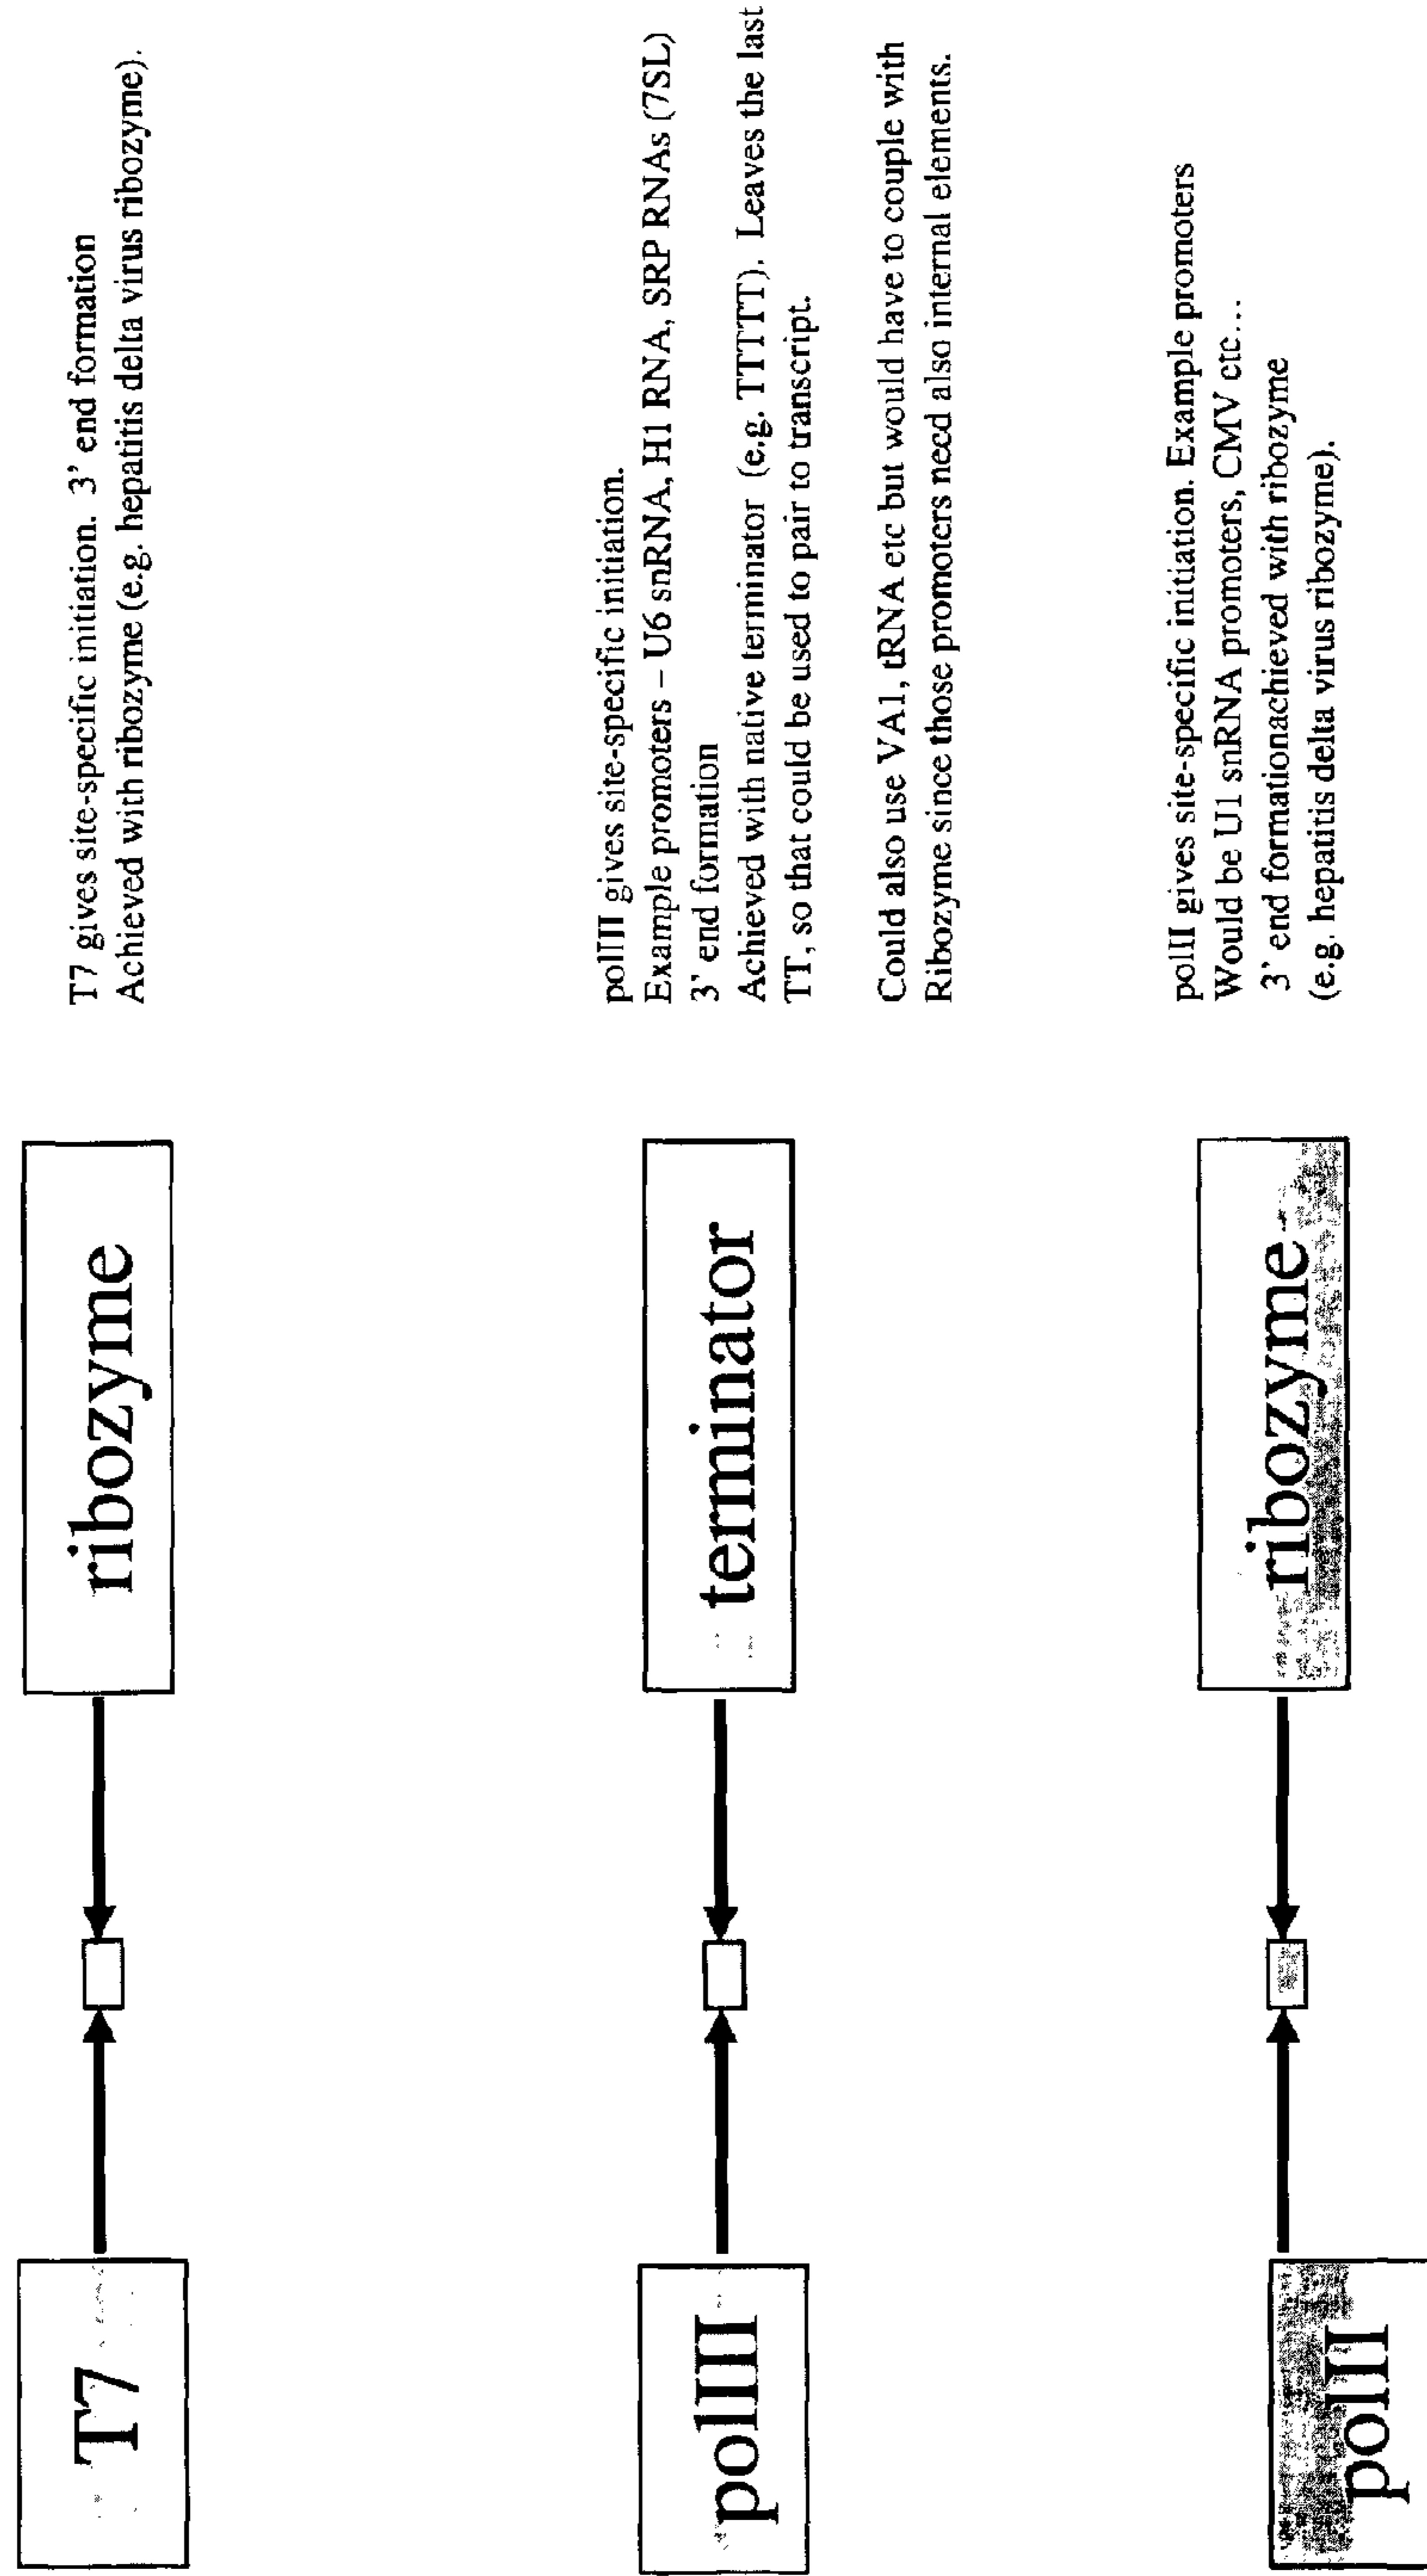 T7
ribozyme
T7 gives site-specific initiation. 3' end formation
Achieved with ribozyme (e.g. hepatitis delta virus ribozyme).
polIII
terminator
polIII gives site-specific initiation.
Example promoters – U6 snRNA, H1 RNA, SRP RNAs (7SL)
3' end formation
Achieved with native terminator (e.g. TTTTT). Leaves the last
TT, so that could be used to pair to transcript.
Could also use VA1, tRNA etc but would have to couple with
Ribozyme since those promoters need also internal elements.
polII
ribozyme
polII gives site-specific initiation. Example promoters
Would be U1 snRNA promoters, CMV etc...
3' end formationachieved with ribozyme
(e.g. hepatitis delta virus ribozyme).